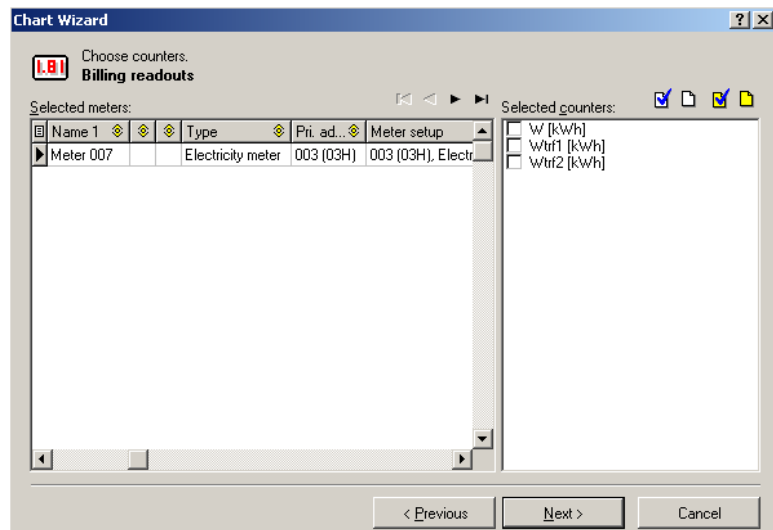 Chart Wizard
Choose counters.
Billing readouts
Selected meters:
Selected counters:
Name 1 Type Pri. ad... Meter setup
Meter 007 Electricity meter 003 (03H) 003 (03H), Electr
W [kWh]
Wtrf1 [kWh]
Wtrf2 [kWh]
< Previous Next > Cancel